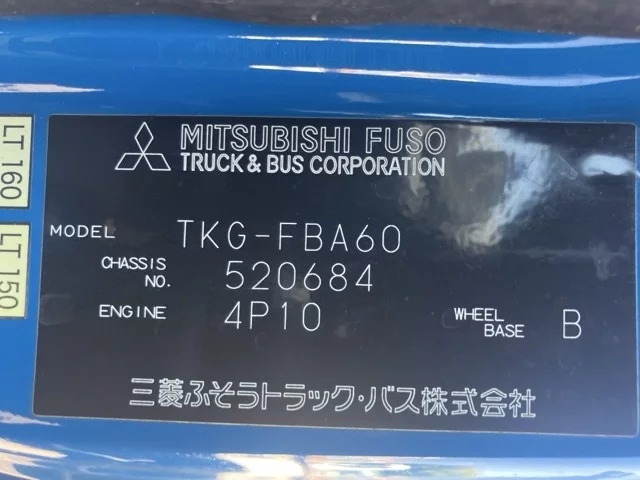 MITSUBISHI FUSO
TRUCK & BUS CORPORATION
LT 160
LT 150
MODEL TKG-FBA60
CHASSIS NO. 520684
ENGINE 4P10
WHEEL BASE B
三菱ふそうトラック・バス株式会社